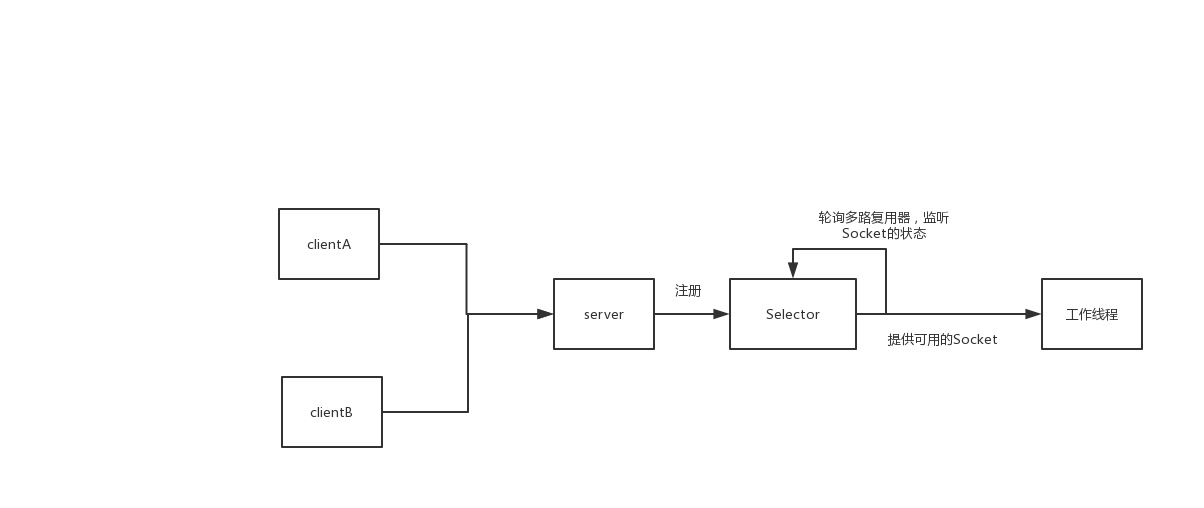 轮询多路复用器，监听
Socket的状态
clientA
注册
server
Selector
工作线程
提供可用的Socket
clientB